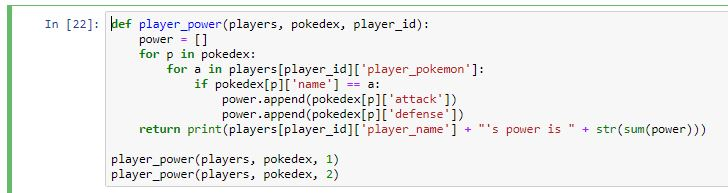 In [22]: def player_power(players, pokedex, player_id):
    power = []
    for p in pokedex:
        for a in players[player_id]['player_pokemon']:
            if pokedex[p]['name'] == a:
                power.append(pokedex[p]['attack'])
                power.append(pokedex[p]['defense'])
    return print(players[player_id]['player_name'] + "'s power is " + str(sum(power)))

player_power(players, pokedex, 1)
player_power(players, pokedex, 2)